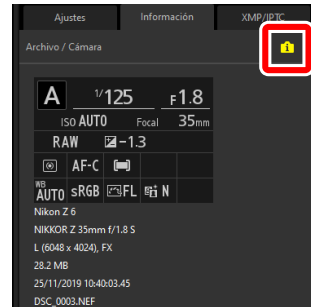 Ajustes Información XMP/IPTC
Archivo / Cámara
A 1/125 F1.8
ISO AUTO Focal 35mm
RAW -1.3
AF-C
WB AUTO sRGB FL N
Nikon Z 6
NIKKOR Z 35mm f/1.8 S
L (6048 x 4024), FX
28.2 MB
25/11/2019 10:40:03.45
DSC_0003.NEF